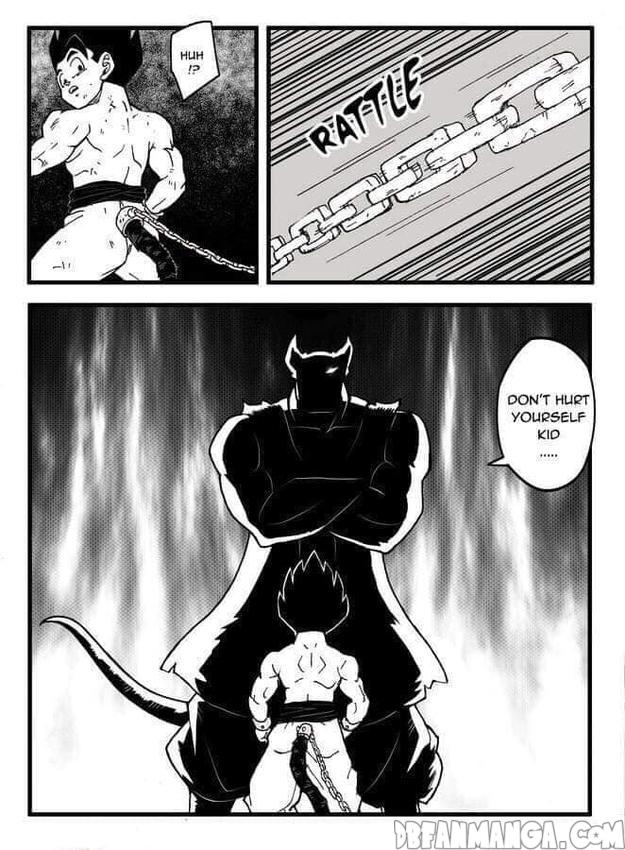 HUH
!?
RATTLE
DON'T HURT
YOURSELF
KID
.....
DBFANMANGA.COM